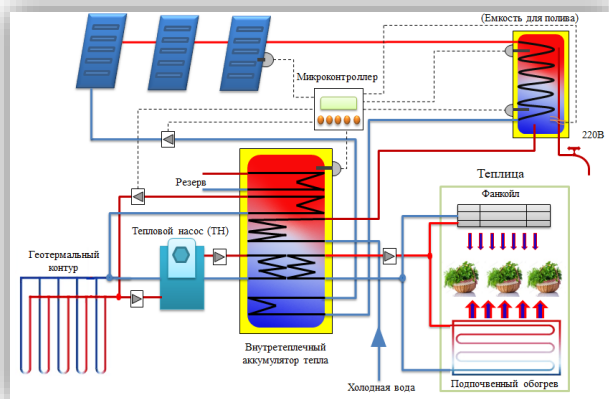 (Емкость для полива)
Микроконтроллер
220В
Резерв
Теплица
Фанкойл
Тепловой насос (ТН)
Геотермальный
контур
Внутретепличный
аккумулятор тепла
Холодная вода
Подпочвенный обогрев